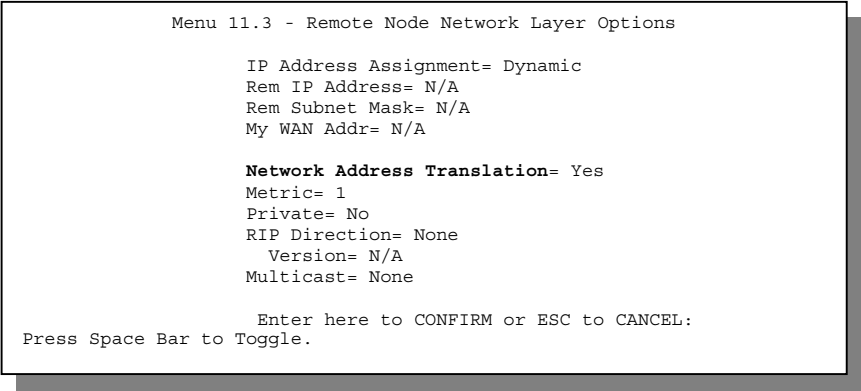 Menu 11.3 - Remote Node Network Layer Options
IP Address Assignment= Dynamic
Rem IP Address= N/A
Rem Subnet Mask= N/A
My WAN Addr= N/A
Network Address Translation= Yes
Metric= 1
Private= No
RIP Direction= None
Version= N/A
Multicast= None
Enter here to CONFIRM or ESC to CANCEL:
Press Space Bar to Toggle.